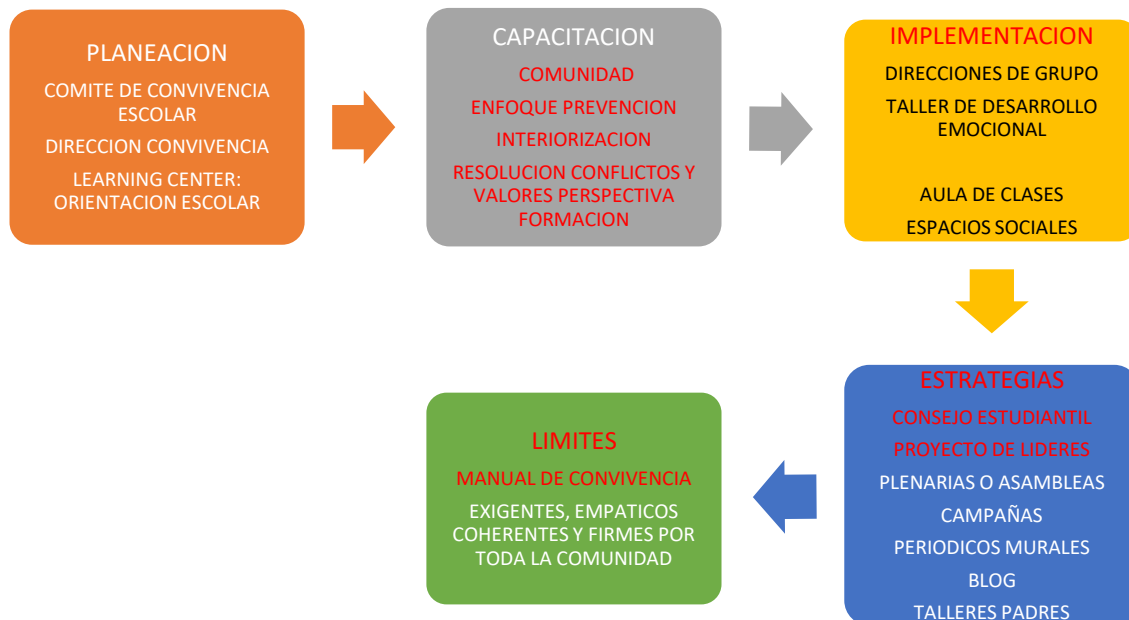 PLANEACION
COMITE DE CONVIVENCIA
ESCOLAR
DIRECCION CONVIVENCIA
LEARNING CENTER:
ORIENTACION ESCOLAR
CAPACITACION
COMUNIDAD
ENFOQUE PREVENCION
INTERIORIZACION
RESOLUCION CONFLICTOS Y
VALORES PERSPECTIVA
FORMACION
IMPLEMENTACION
DIRECCIONES DE GRUPO
TALLER DE DESARROLLO
EMOCIONAL
AULA DE CLASES
ESPACIOS SOCIALES
ESTRATEGIAS
CONSEJO ESTUDIANTIL
PROYECTO DE LIDERES
PLENARIAS O ASAMBLEAS
CAMPAÑAS
PERIODICOS MURALES
BLOG
TALLERES PADRES
LIMITES
MANUAL DE CONVIVENCIA
EXIGENTES, EMPATICOS
COHERENTES Y FIRMES POR
TODA LA COMUNIDAD